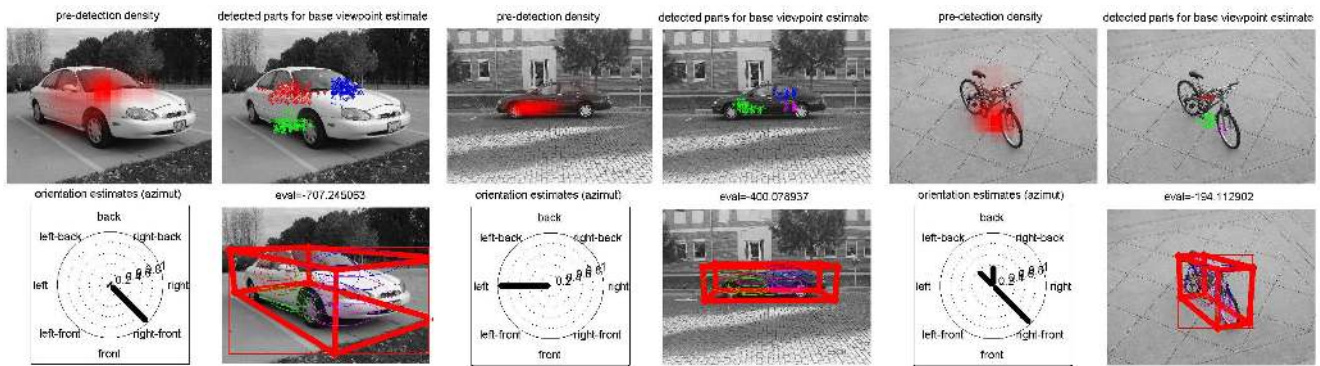 pre-detection density
detected parts for base viewpoint estimate
pre-detection density
detected parts for base viewpoint estimate
pre-detection density
detected parts for base viewpoint estimate
orientation estimates (azimut)
eval=-707.245063
orientation estimates (azimut)
eval=-400.078937
orientation estimates (azimut)
eval=-194.112902
back
left-back
right-back
left
right
left-front
right-front
front
back
left-back
right-back
left
right
left-front
right-front
front
back
left-back
right-back
left
right
left-front
right-front
front